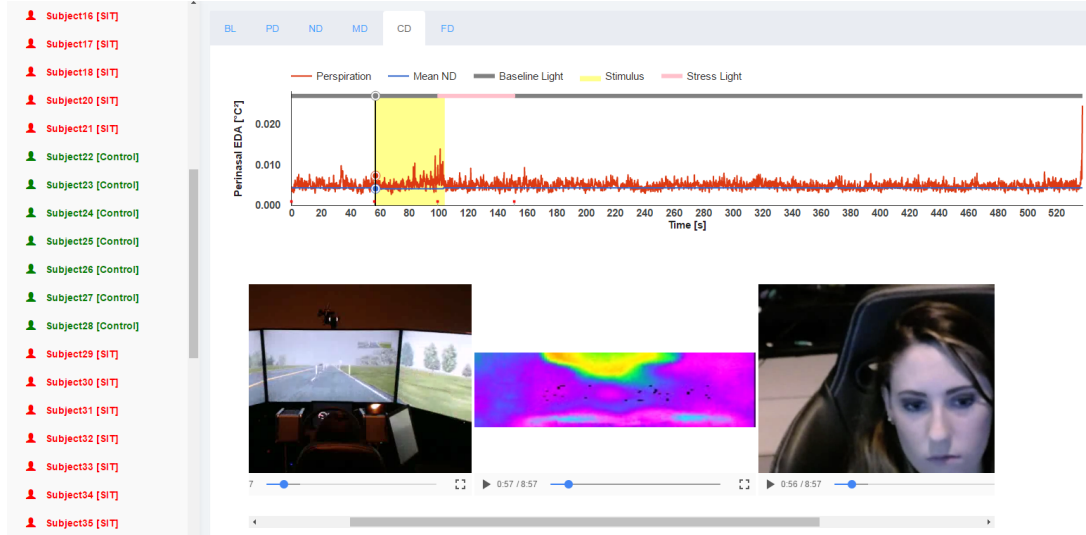 Subject16 [SIT]
Subject17 [SIT]
Subject18 [SIT]
Subject20 [SIT]
Subject21 [SIT]
Subject22 [Control]
Subject23 [Control]
Subject24 [Control]
Subject25 [Control]
Subject26 [Control]
Subject27 [Control]
Subject28 [Control]
Subject29 [SIT]
Subject30 [SIT]
Subject31 [SIT]
Subject32 [SIT]
Subject33 [SIT]
Subject34 [SIT]
Subject35 [SIT]
BL PD ND MD CD FD
Perspiration Mean ND Baseline Light Stimulus Stress Light
Perinasal EDA [°C²]
0.020
0.010
0.000
0 20 40 60 80 100 120 140 160 180 200 220 240 260 280 300 320 340 360 380 400 420 440 460 480 500 520
Time [s]
7 0:57 / 8:57 0:56 / 8:57